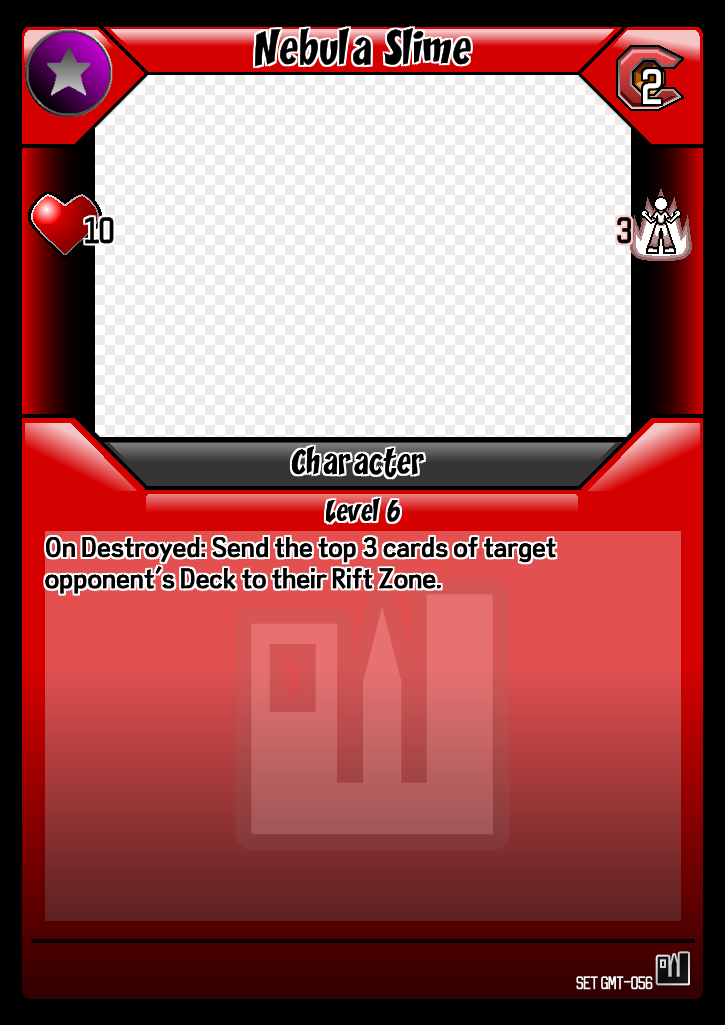 Nebula Slime
2
10
3
Character
Level 6
On Destroyed: Send the top 3 cards of target
opponent's Deck to their Rift Zone.
SET GMT-056